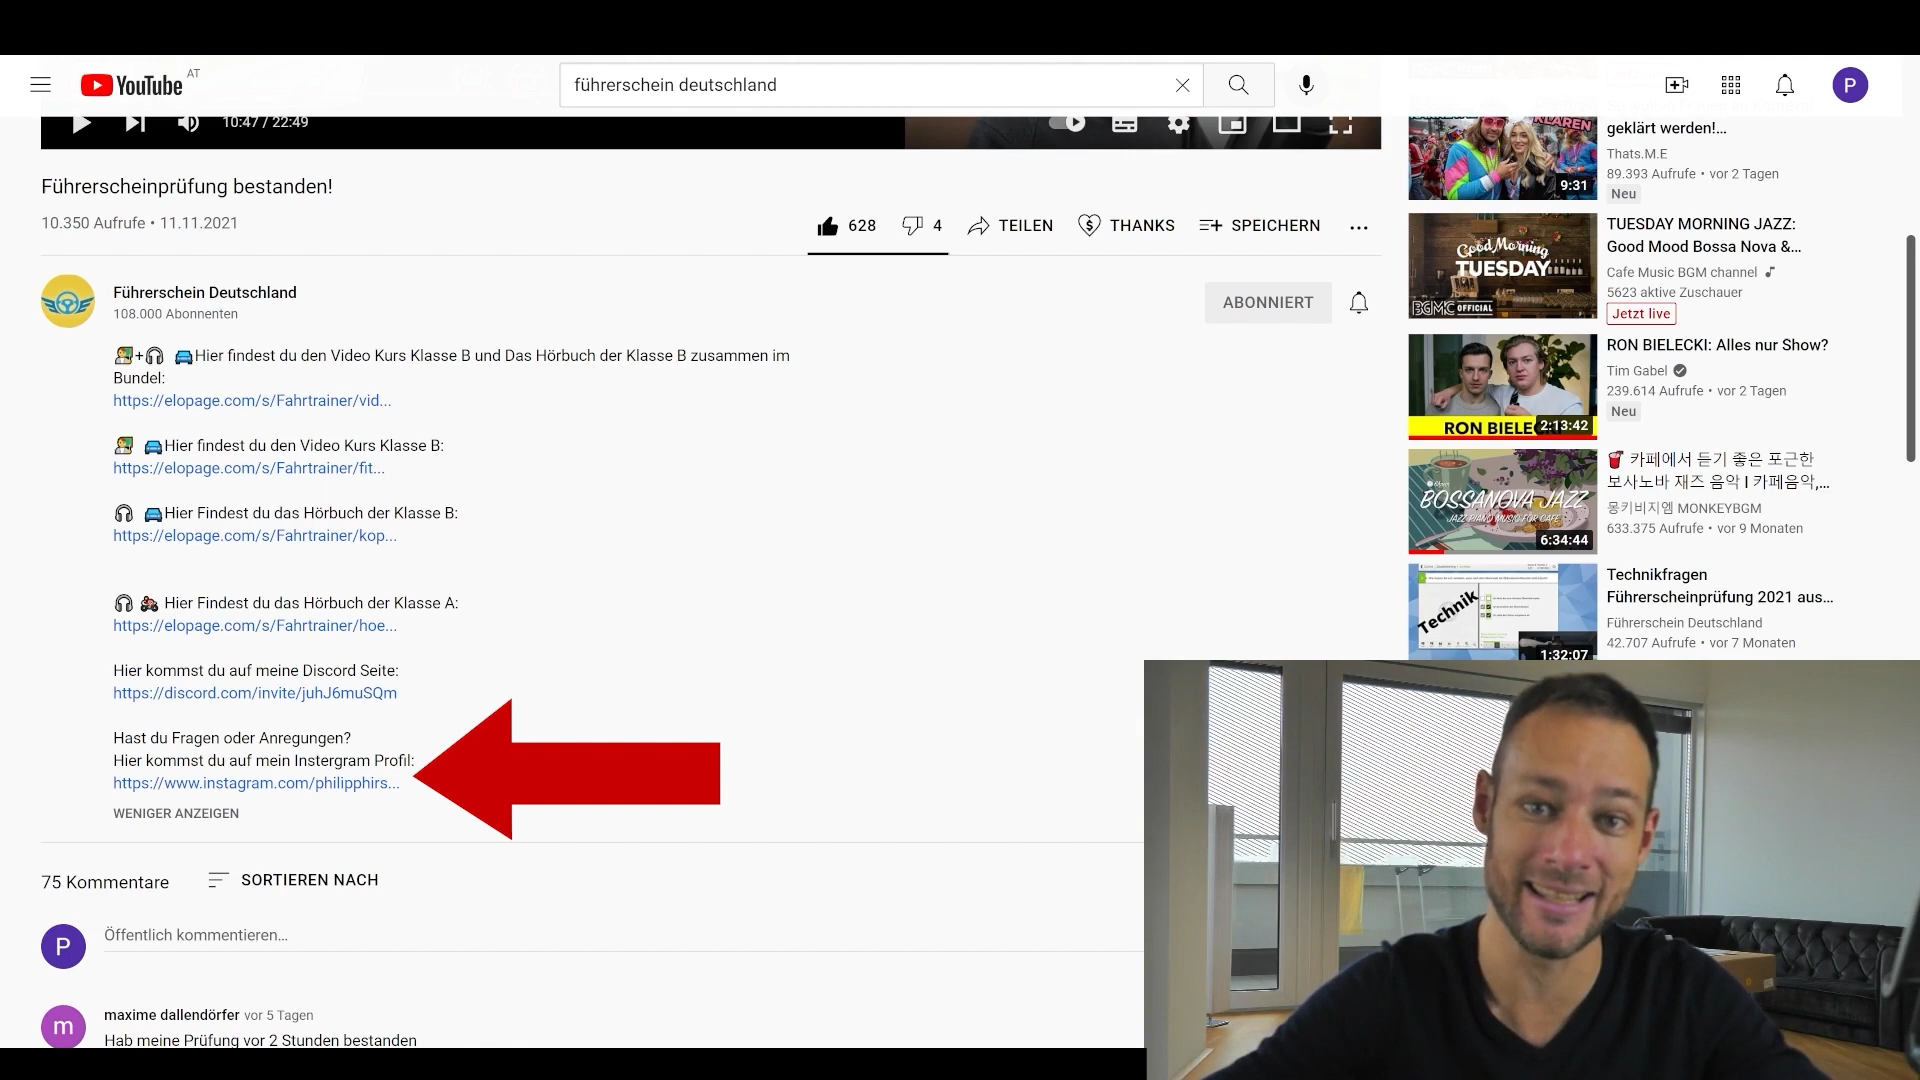 YouTube AT
führerschein deutschland
P
10:47 / 22:49
Führerscheinprüfung bestanden!
10.350 Aufrufe • 11.11.2021
628
4
TEILEN
THANKS
SPEICHERN
Führerschein Deutschland
108.000 Abonnenten
ABONNIERT
Hier findest du den Video Kurs Klasse B und Das Hörbuch der Klasse B zusammen im
Bundel:
https://elopage.com/s/Fahrtrainer/vid...
Hier findest du den Video Kurs Klasse B:
https://elopage.com/s/Fahrtrainer/fit...
Hier Findest du das Hörbuch der Klasse B:
https://elopage.com/s/Fahrtrainer/kop...
Hier Findest du das Hörbuch der Klasse A:
https://elopage.com/s/Fahrtrainer/hoe...
Hier kommst du auf meine Discord Seite:
https://discord.com/invite/juhJ6muSQm
Hast du Fragen oder Anregungen?
Hier kommst du auf mein Instergram Profil:
https://www.instagram.com/philipphirs...
WENIGER ANZEIGEN
75 Kommentare
SORTIEREN NACH
P
Öffentlich kommentieren...
m
maxime dallendörfer vor 5 Tagen
Hab meine Prüfung vor 2 Stunden bestanden
KLÄREN
9:31
geklärt werden!...
Thats.M.E
89.393 Aufrufe • vor 2 Tagen
Neu
Good Morning
TUESDAY
BGMC OFFICIAL
TUESDAY MORNING JAZZ:
Good Mood Bossa Nova &...
Cafe Music BGM channel
5623 aktive Zuschauer
Jetzt live
RON BIELECKI
2:13:42
RON BIELECKI: Alles nur Show?
Tim Gabel
239.614 Aufrufe • vor 2 Tagen
Neu
BOSSANOVA JAZZ
JAZZ PIANO MUSIC FOR CAFE
6:34:44
카페에서 듣기 좋은 포근한
보사노바 재즈 음악 l 카페음악,...
몽키비지엠 MONKEYBGM
633.375 Aufrufe • vor 9 Monaten
Technik
1:32:07
Technikfragen
Führerscheinprüfung 2021 aus...
Führerschein Deutschland
42.707 Aufrufe • vor 7 Monaten